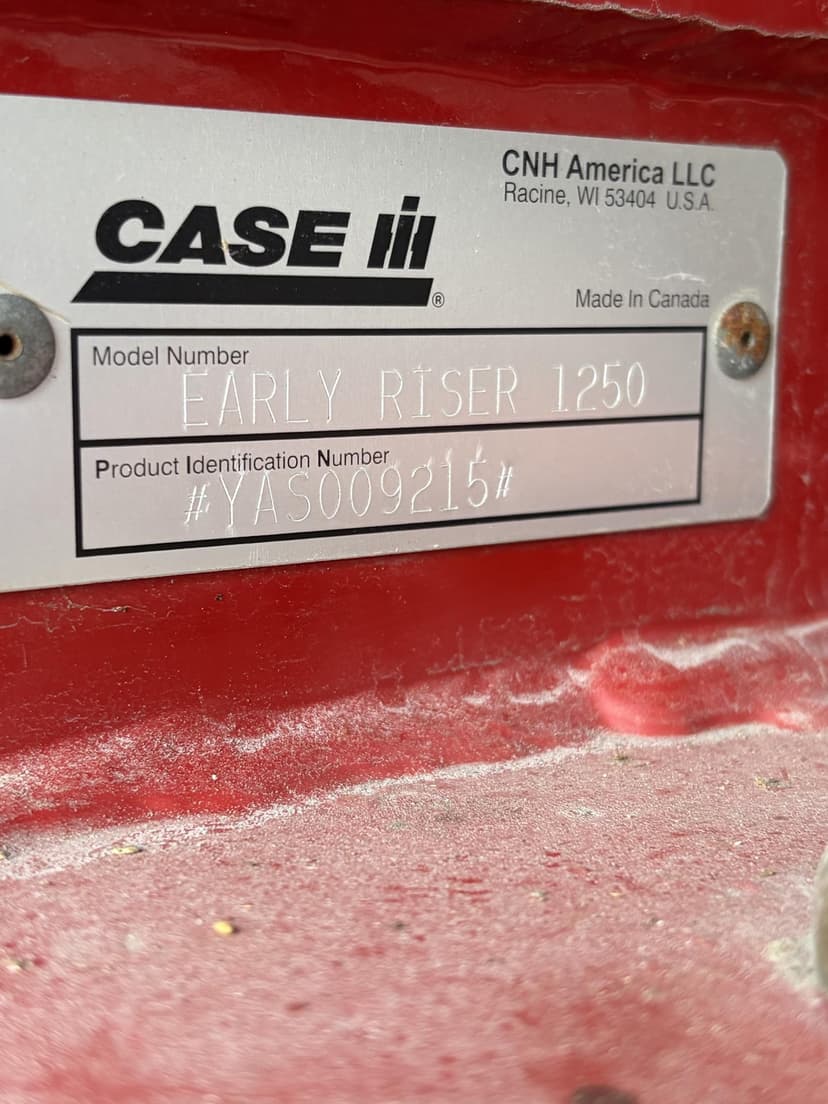 CNH America LLC
Racine, WI 53404 U.S.A.
CASE IH ®
Made In Canada
Model Number
EARLY RISER 1250
Product Identification Number
#YAS009215#